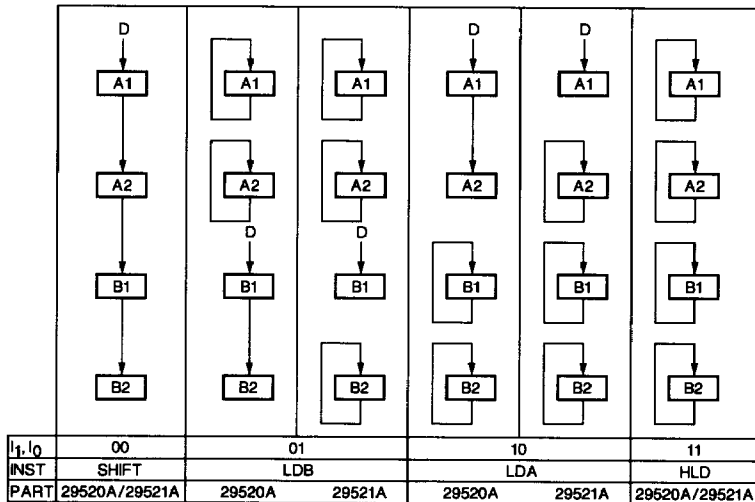 D D D
A1 A1 A1 A1 A1 A1
A2 A2 A2 A2 A2 A2
D D
B1 B1 B1 B1 B1 B1
B2 B2 B2 B2 B2 B2
I1, I0 00 01 10 11
INST SHIFT LDB LDA HLD
PART 29520A/29521A 29520A 29521A 29520A 29521A 29520A/29521A